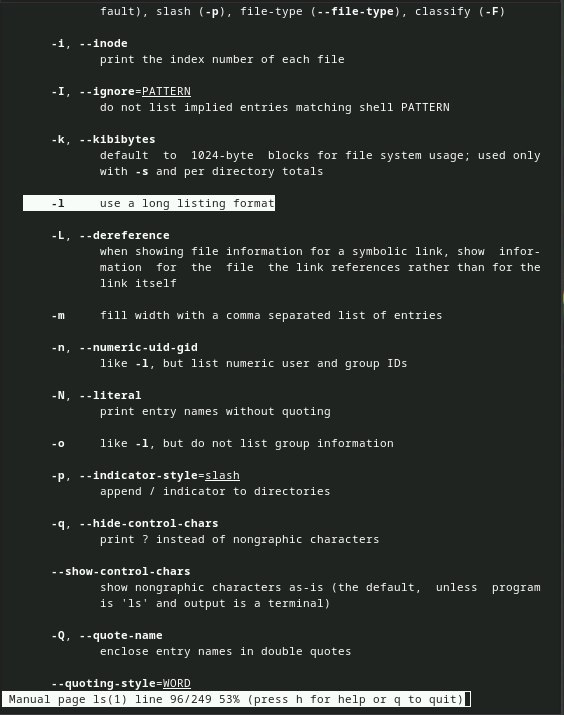 fault), slash (-p), file-type (--file-type), classify (-F)
-i, --inode
print the index number of each file
-I, --ignore=PATTERN
do not list implied entries matching shell PATTERN
-k, --kibibytes
default  to  1024-byte  blocks for file system usage; used only
with -s and per directory totals
-l     use a long listing format
-L, --dereference
when showing file information for a symbolic link, show  infor-
mation  for  the  file  the link references rather than for the
link itself
-m     fill width with a comma separated list of entries
-n, --numeric-uid-gid
like -l, but list numeric user and group IDs
-N, --literal
print entry names without quoting
-o     like -l, but do not list group information
-p, --indicator-style=slash
append / indicator to directories
-q, --hide-control-chars
print ? instead of nongraphic characters
--show-control-chars
show nongraphic characters as-is (the default,  unless  program
is 'ls' and output is a terminal)
-Q, --quote-name
enclose entry names in double quotes
--quoting-style=WORD
Manual page ls(1) line 96/249 53% (press h for help or q to quit)